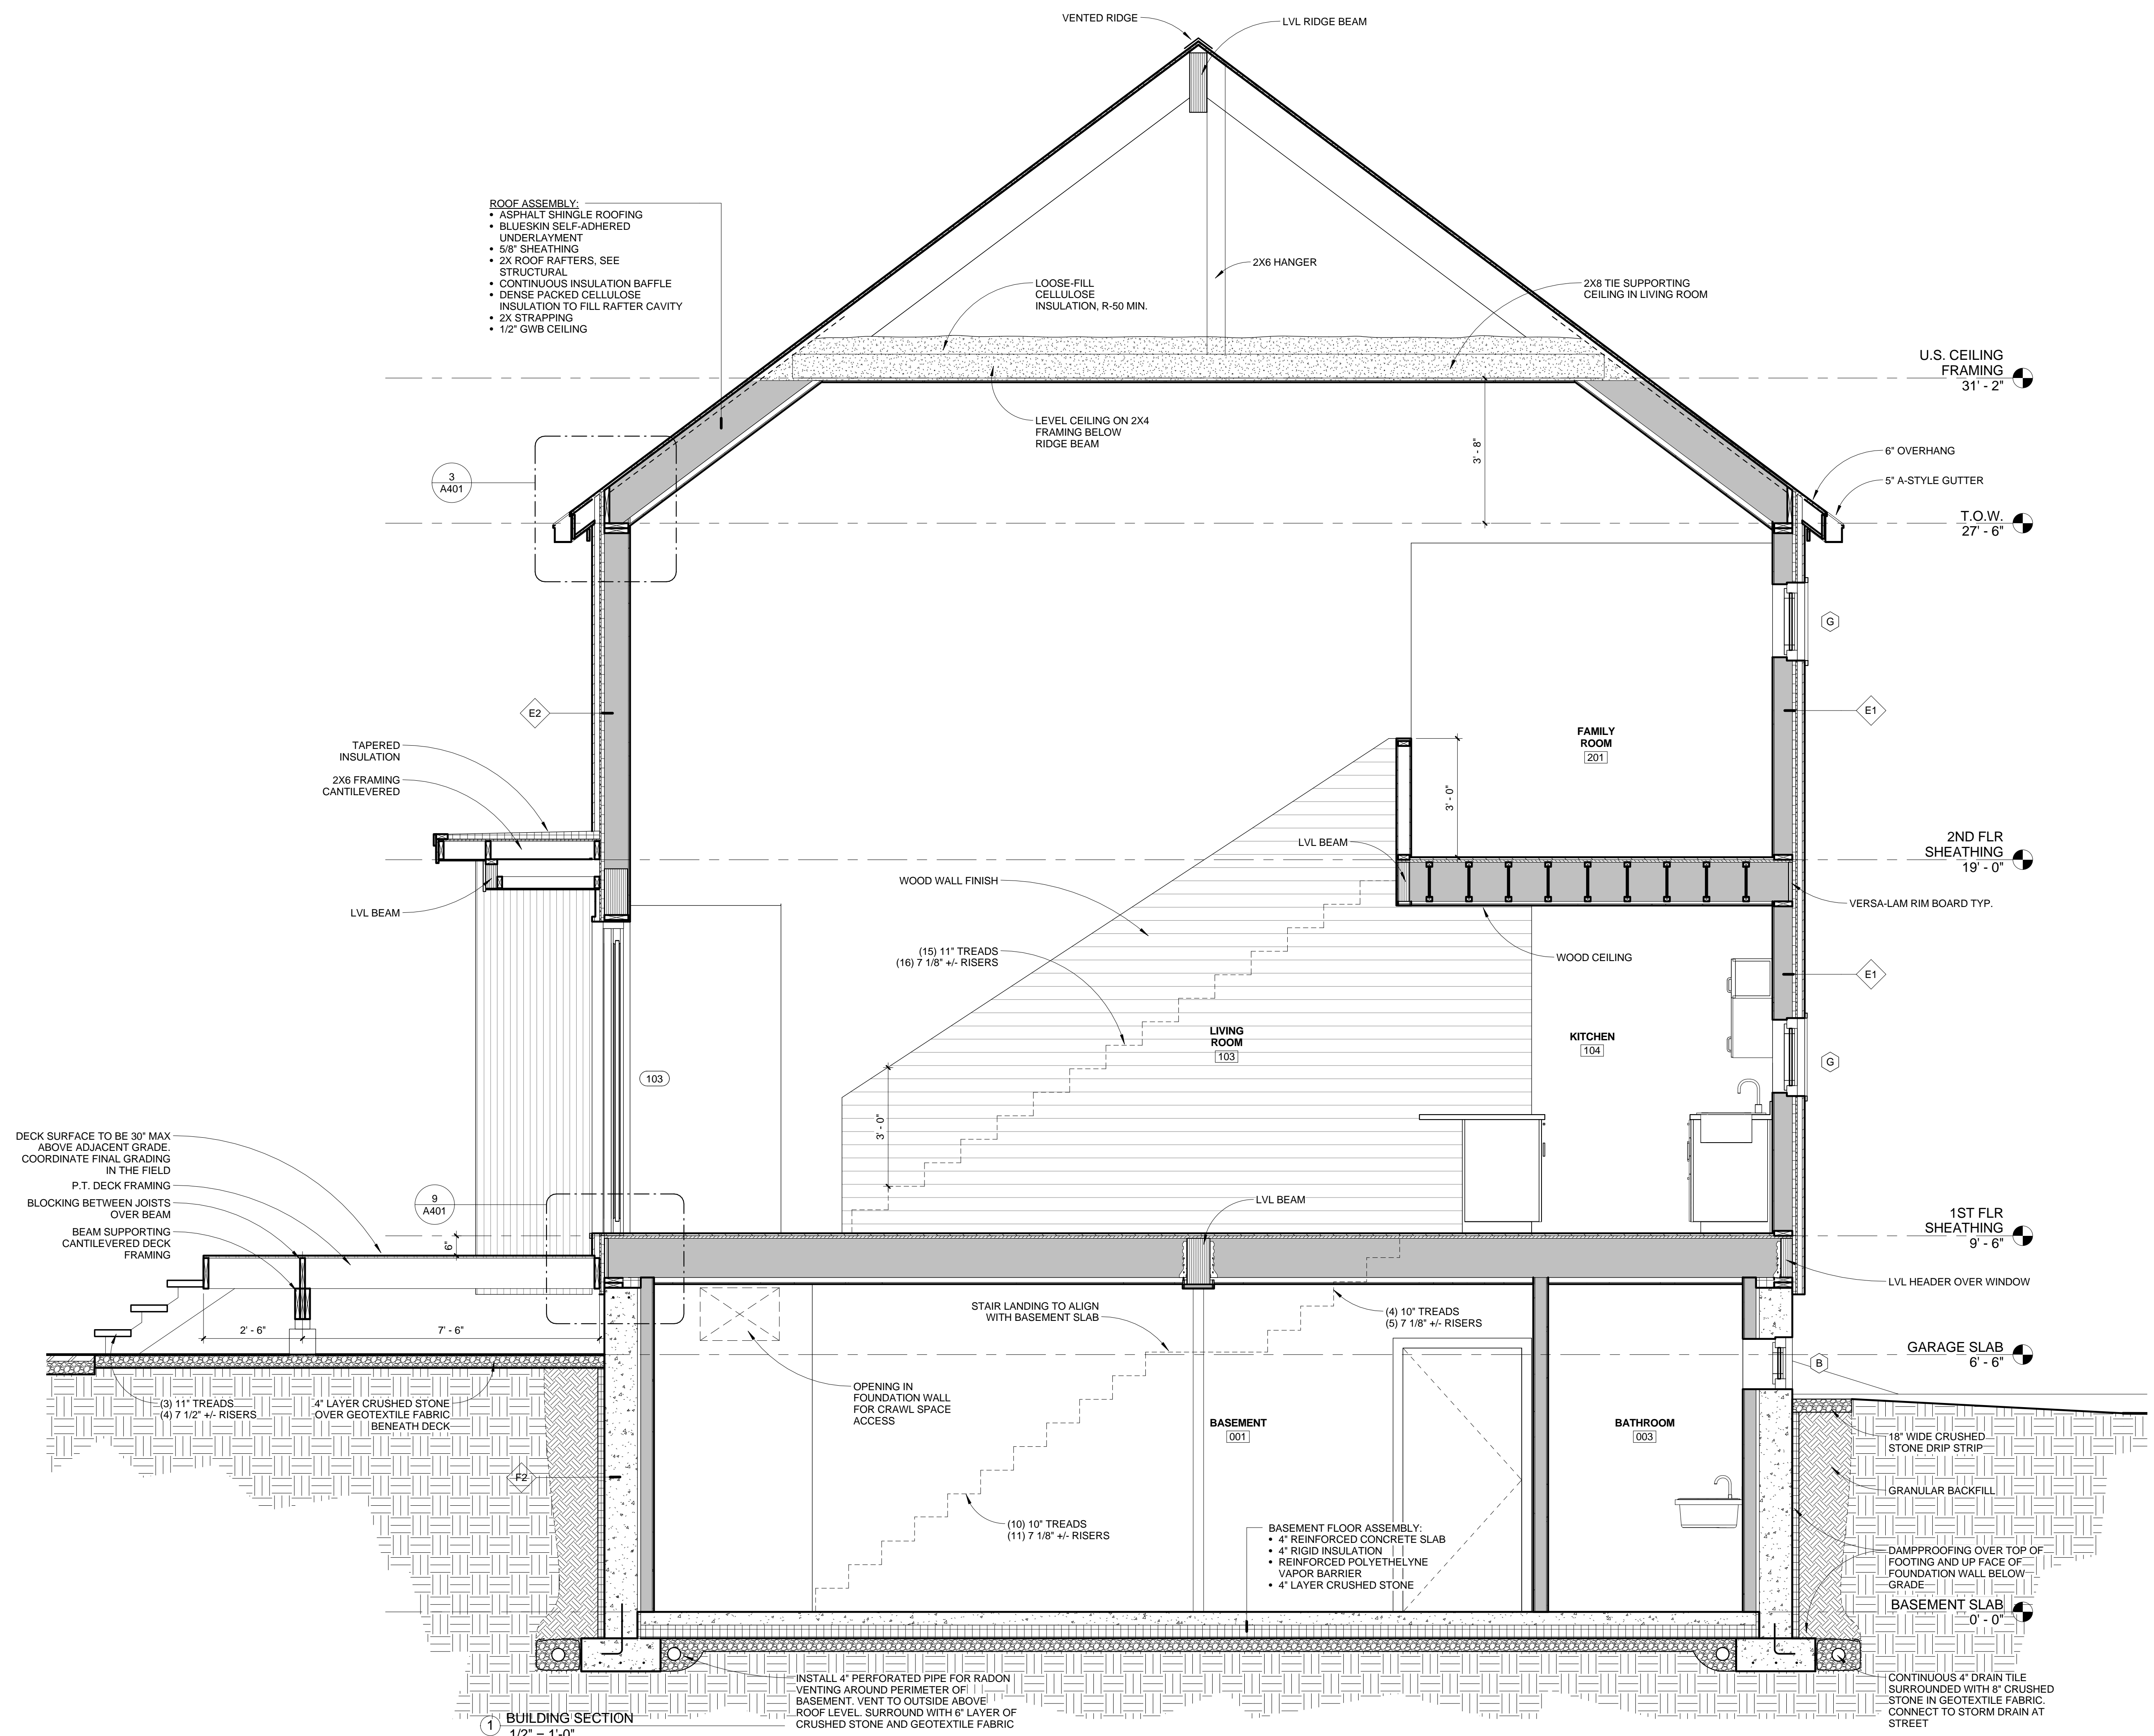 VENTED RIDGE
LVL RIDGE BEAM
ROOF ASSEMBLY:
• ASPHALT SHINGLE ROOFING
• BLUESKIN SELF-ADHERED
UNDERLAYMENT
• 5/8" SHEATHING
• 2X ROOF RAFTERS, SEE
STRUCTURAL
• CONTINUOUS INSULATION BAFFLE
• DENSE PACKED CELLULOSE
INSULATION TO FILL RAFTER CAVITY
• 2X STRAPPING
• 1/2" GWB CEILING
LOOSE-FILL
CELLULOSE
INSULATION, R-50 MIN.
2X6 HANGER
2X8 TIE SUPPORTING
CEILING IN LIVING ROOM
U.S. CEILING
FRAMING
31' - 2"
LEVEL CEILING ON 2X4
FRAMING BELOW
RIDGE BEAM
3' - 8"
6" OVERHANG
5" A-STYLE GUTTER
3
A401
T.O.W.
27' - 6"
G
E2
E1
FAMILY
ROOM
201
TAPERED
INSULATION
2X6 FRAMING
CANTILEVERED
3' - 0"
LVL BEAM
2ND FLR
SHEATHING
19' - 0"
WOOD WALL FINISH
LVL BEAM
VERSA-LAM RIM BOARD TYP.
(15) 11" TREADS
(16) 7 1/8" +/- RISERS
WOOD CEILING
E1
LIVING
ROOM
103
KITCHEN
104
G
103
3' - 0"
DECK SURFACE TO BE 30" MAX
ABOVE ADJACENT GRADE.
COORDINATE FINAL GRADING
IN THE FIELD
P.T. DECK FRAMING
BLOCKING BETWEEN JOISTS
OVER BEAM
BEAM SUPPORTING
CANTILEVERED DECK
FRAMING
9
A401
6"
LVL BEAM
1ST FLR
SHEATHING
9' - 6"
LVL HEADER OVER WINDOW
2' - 6"
7' - 6"
STAIR LANDING TO ALIGN
WITH BASEMENT SLAB
(4) 10" TREADS
(5) 7 1/8" +/- RISERS
GARAGE SLAB
6' - 6"
B
(3) 11" TREADS
(4) 7 1/2" +/- RISERS
4" LAYER CRUSHED STONE
OVER GEOTEXTILE FABRIC
BENEATH DECK
OPENING IN
FOUNDATION WALL
FOR CRAWL SPACE
ACCESS
BASEMENT
001
BATHROOM
003
18" WIDE CRUSHED
STONE DRIP STRIP
F2
GRANULAR BACKFILL
(10) 10" TREADS
(11) 7 1/8" +/- RISERS
BASEMENT FLOOR ASSEMBLY:
• 4" REINFORCED CONCRETE SLAB
• 4" RIGID INSULATION
• REINFORCED POLYETHELYNE
VAPOR BARRIER
• 4" LAYER CRUSHED STONE
DAMPPROOFING OVER TOP OF
FOOTING AND UP FACE OF
FOUNDATION WALL BELOW
GRADE
BASEMENT SLAB
0' - 0"
INSTALL 4" PERFORATED PIPE FOR RADON
VENTING AROUND PERIMETER OF
BASEMENT. VENT TO OUTSIDE ABOVE
ROOF LEVEL. SURROUND WITH 6" LAYER OF
CRUSHED STONE AND GEOTEXTILE FABRIC
CONTINUOUS 4" DRAIN TILE
SURROUNDED WITH 8" CRUSHED
STONE IN GEOTEXTILE FABRIC.
CONNECT TO STORM DRAIN AT
STREET
1
BUILDING SECTION
1/2" = 1'-0"